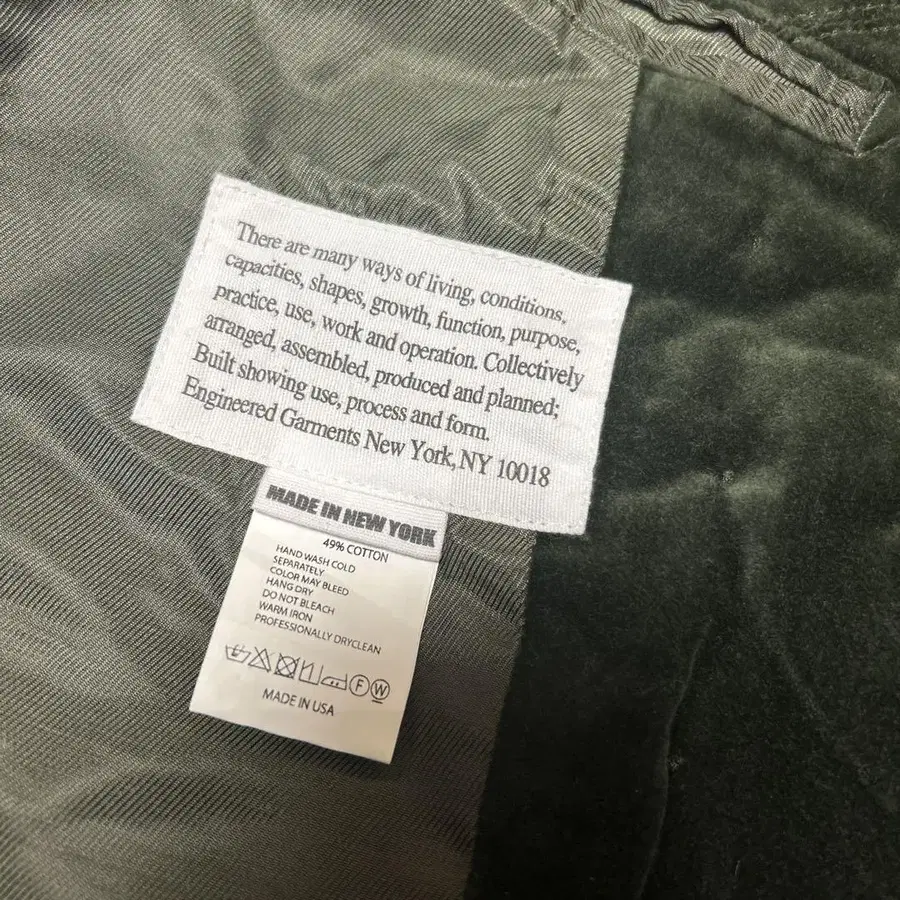 There are many ways of living, conditions,
capacities, shapes, growth, function, purpose,
practice, use, work and operation. Collectively
arranged, assembled, produced and planned;
Built showing use, process and form.
Engineered Garments New York, NY 10018
MADE IN NEW YORK
49% COTTON
HAND WASH COLD
SEPARATELY
COLOR MAY BLEED
HANG DRY
DO NOT BLEACH
WARM IRON
PROFESSIONALLY DRYCLEAN
F W
MADE IN USA